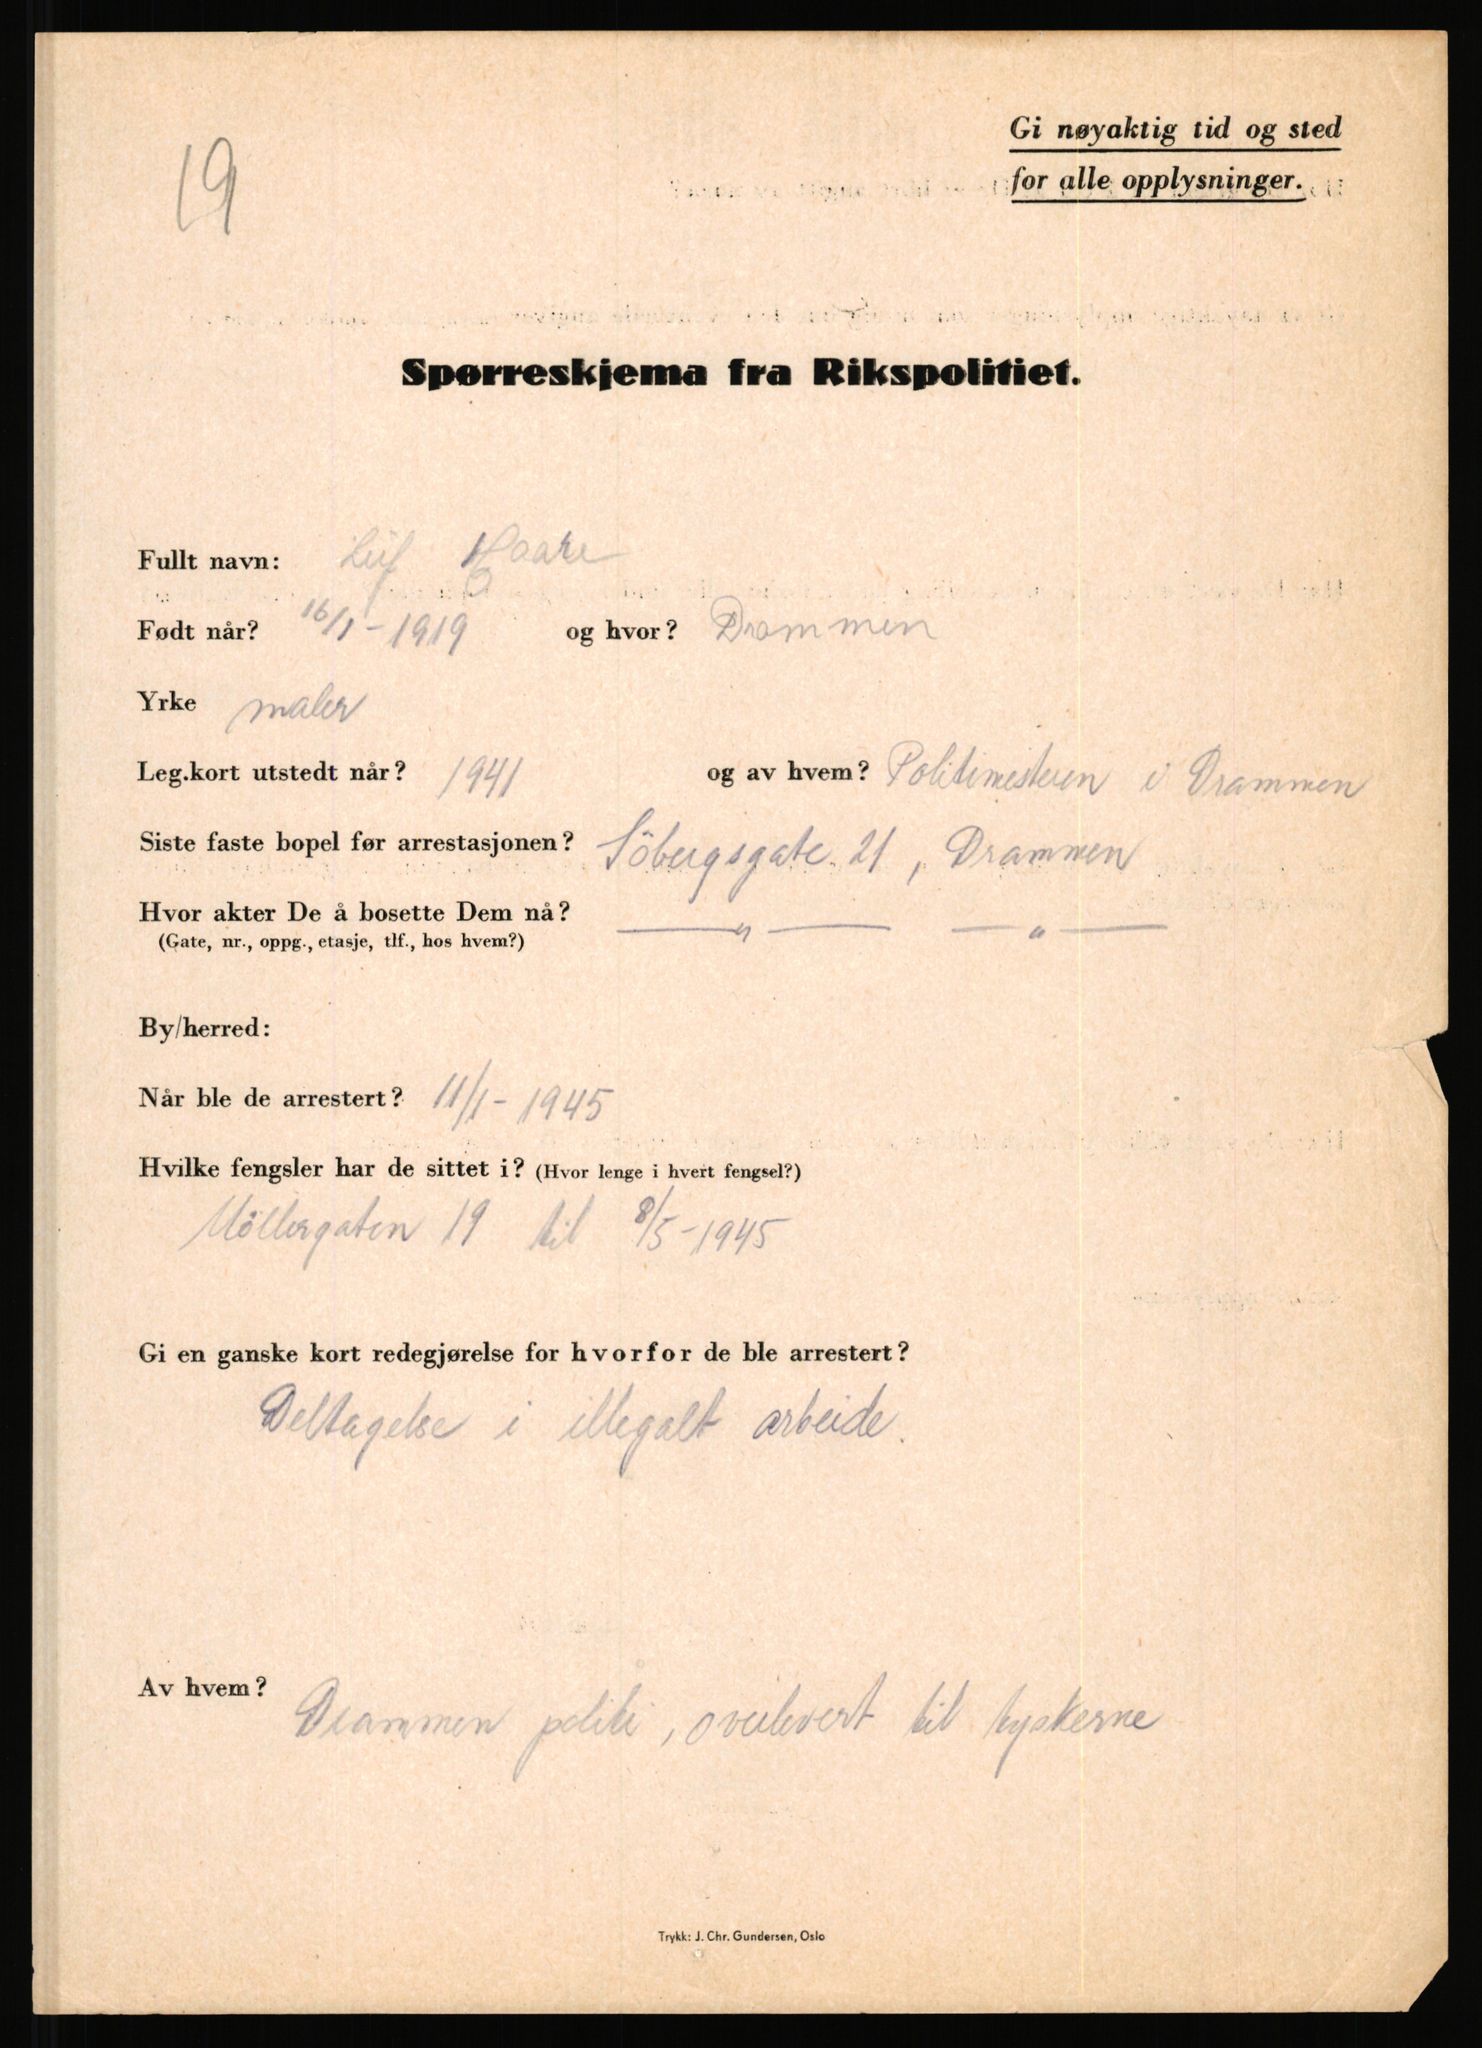 19
Gi nøyaktig tid og sted
for alle opplysninger.
Spørreskjema fra Rikspolitiet.
Fullt navn: Leif
Født når? 16/1-1919 og hvor? Drammen
Yrke maler
Leg.kort utstedt når? 1941 og av hvem? Politimesteren i Drammen
Siste faste bopel før arrestasjonen? Söbergsgate 21, Drammen
Hvor akter De å bosette Dem nå? —〃— —〃—
(Gate, nr., oppg., etasje, tlf., hos hvem?)
By/herred:
Når ble de arrestert? 11/1-1945
Hvilke fengsler har de sittet i? (Hvor lenge i hvert fengsel?)
Möllergaten 19 til 8/5-1945
Gi en ganske kort redegjørelse for hvorfor de ble arrestert?
Deltagelse i illegalt arbeide.
Av hvem? Drammen politi, overlevert til tyskerne
Trykk: J. Chr. Gundersen, Oslo